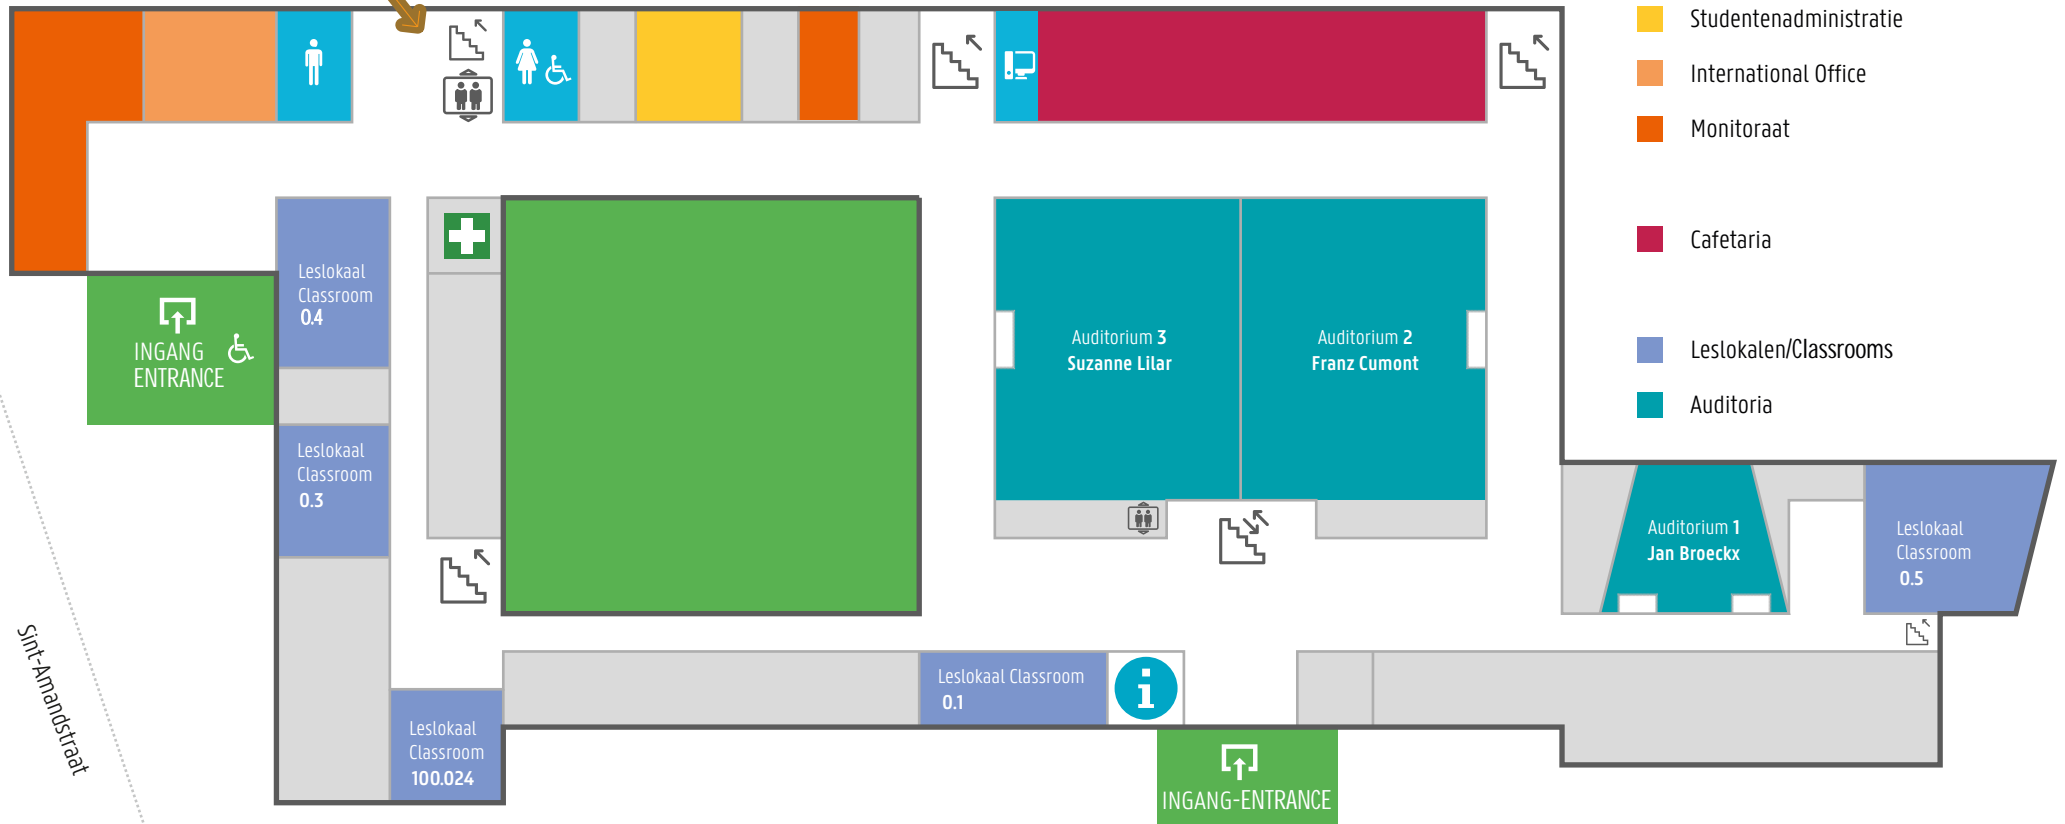 Studentenadministratie
International Office
Monitoraat
Cafetaria
Leslokalen/Classrooms
Auditoria
Leslokaal
Classroom
0.4
INGANG
ENTRANCE
Auditorium 3
Suzanne Lilar
Auditorium 2
Franz Cumont
Leslokaal
Classroom
0.3
Auditorium 1
Jan Broeckx
Leslokaal
Classroom
0.5
Sint-Amandstraat
Leslokaal Classroom
0.1
i
Leslokaal
Classroom
100.024
INGANG-ENTRANCE